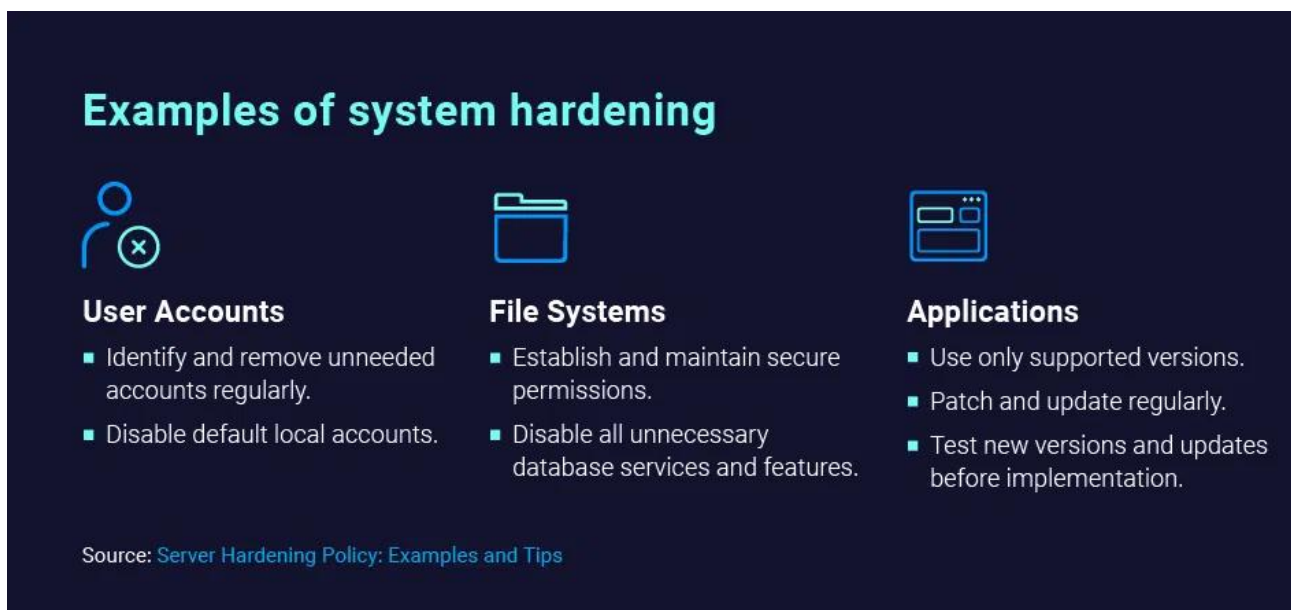 Examples of system hardening
User Accounts
Identify and remove unneeded
accounts regularly.
Disable default local accounts.
File Systems
Establish and maintain secure
permissions.
Disable all unnecessary
database services and features.
Applications
Use only supported versions.
Patch and update regularly.
Test new versions and updates
before implementation.
Source: Server Hardening Policy: Examples and Tips